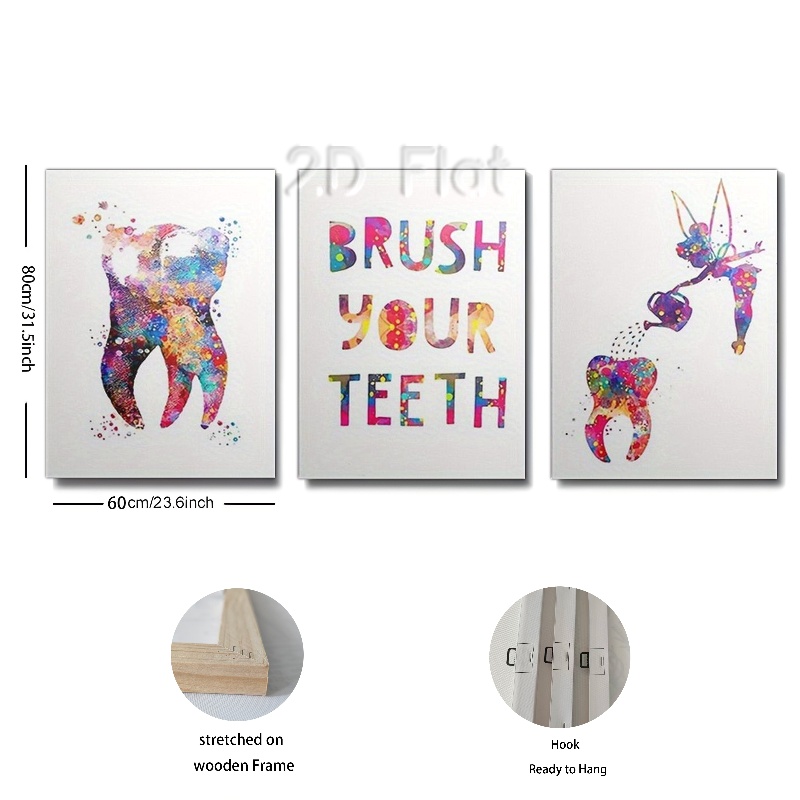 2D Flat
BRUSH
YOUR
TEETH
80cm/31.5inch
60cm/23.6inch
stretched on
wooden Frame
Hook
Ready to Hang